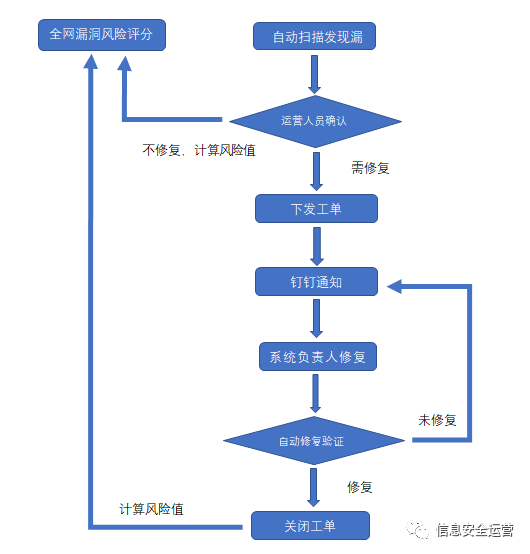 全网漏洞风险评分
自动扫描发现漏
运营人员确认
不修复、计算风险值
需修复
下发工单
钉钉通知
系统负责人修复
未修复
自动修复验证
修复
计算风险值
关闭工单
信息安全运营